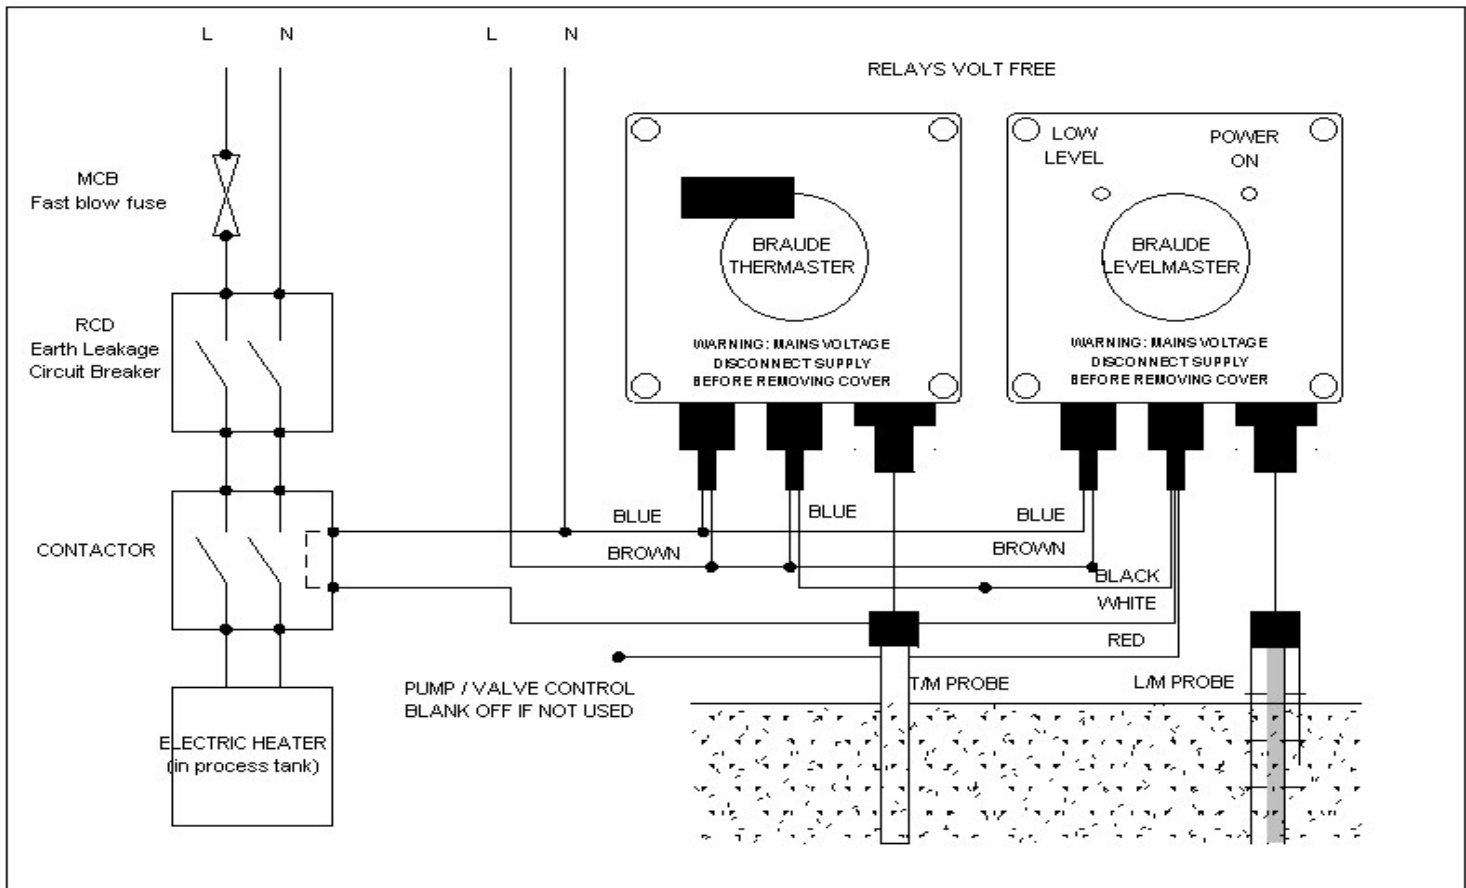 L N L N
RELAYS VOLT FREE
MCB
Fast blow fuse
RCD
Earth Leakage
Circuit Breaker
CONTACTOR
ELECTRIC HEATER
(in process tank)
BRAUDE
THERMASTER
WARNING: MAINS VOLTAGE
DISCONNECT SUPPLY
BEFORE REMOVING COVER
LOW
LEVEL
POWER
ON
BRAUDE
LEVELMASTER
WARNING: MAINS VOLTAGE
DISCONNECT SUPPLY
BEFORE REMOVING COVER
BLUE BLUE BLUE
BROWN BROWN
BLACK
WHITE
RED
PUMP / VALVE CONTROL
BLANK OFF IF NOT USED
T/M PROBE L/M PROBE